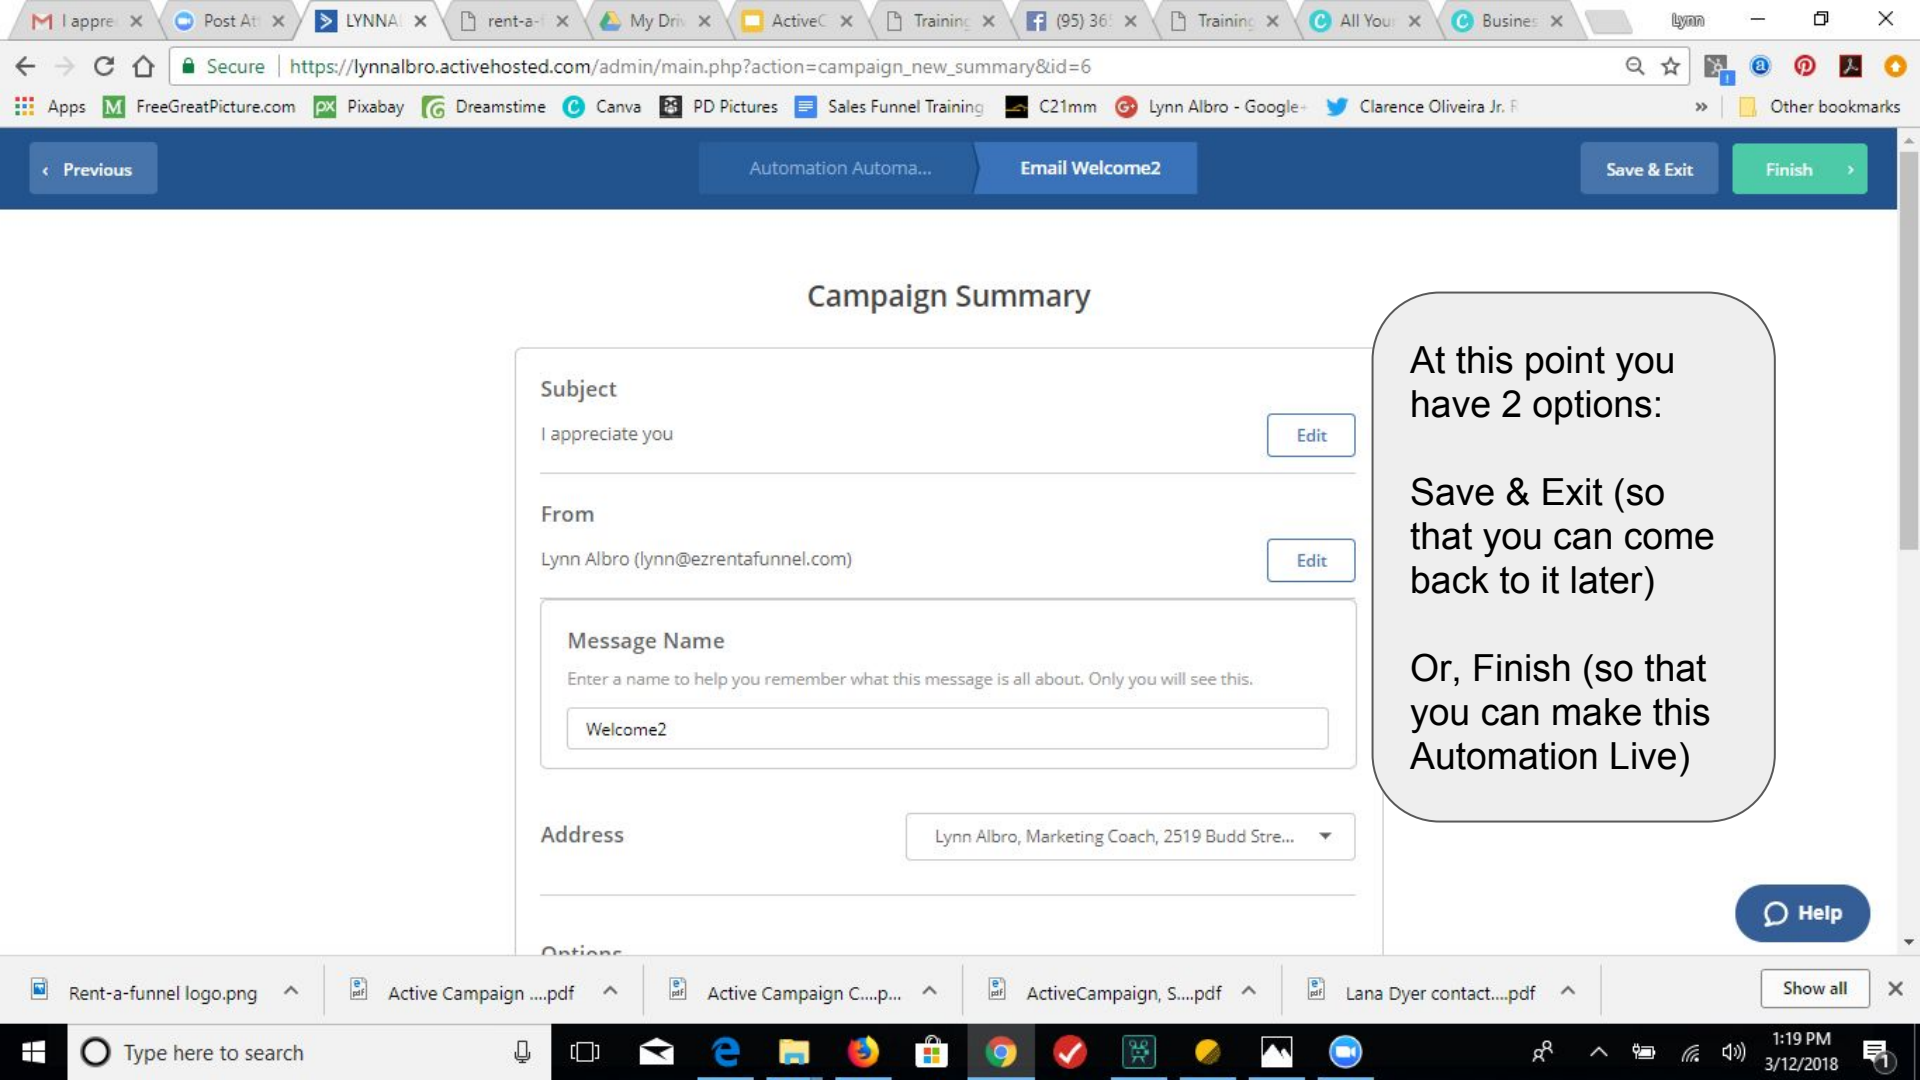 I appre
Post At
LYNNA
rent-a-f
My Driv
ActiveC
Training
(95) 36
Training
All You
Busines
Lynn
Secure | https://lynnalbro.activehosted.com/admin/main.php?action=campaign_new_summary&id=6
Apps
FreeGreatPicture.com
Pixabay
Dreamstime
Canva
PD Pictures
Sales Funnel Training
C21mm
Lynn Albro - Google+
Clarence Oliveira Jr.
»
Other bookmarks
‹ Previous
Automation Automa...
Email Welcome2
Save & Exit
Finish ›
Campaign Summary
Subject
I appreciate you
Edit
From
Lynn Albro (lynn@ezrentafunnel.com)
Edit
Message Name
Enter a name to help you remember what this message is all about. Only you will see this.
Welcome2
Address
Lynn Albro, Marketing Coach, 2519 Budd Stre...
Options
At this point you
have 2 options:
Save & Exit (so
that you can come
back to it later)
Or, Finish (so that
you can make this
Automation Live)
Help
Rent-a-funnel logo.png
Active Campaign ....pdf
Active Campaign C....p...
ActiveCampaign, S....pdf
Lana Dyer contact....pdf
Show all
Type here to search
1:19 PM
3/12/2018
1